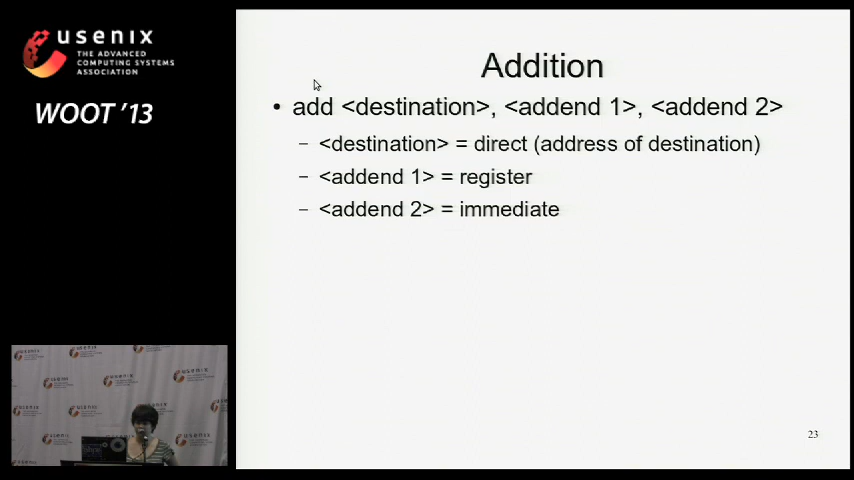 usenix
THE ADVANCED
COMPUTING SYSTEMS
ASSOCIATION
WOOT '13
Addition
• add <destination>, <addend 1>, <addend 2>
– <destination> = direct (address of destination)
– <addend 1> = register
– <addend 2> = immediate
23